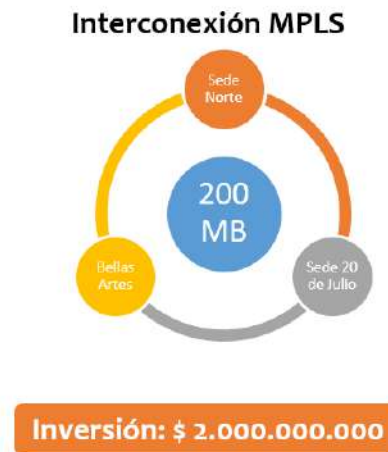 Interconexión MPLS
Sede
Norte
200
MB
Bellas
Artes
Sede 20
de Julio
Inversión: $ 2.000.000.000